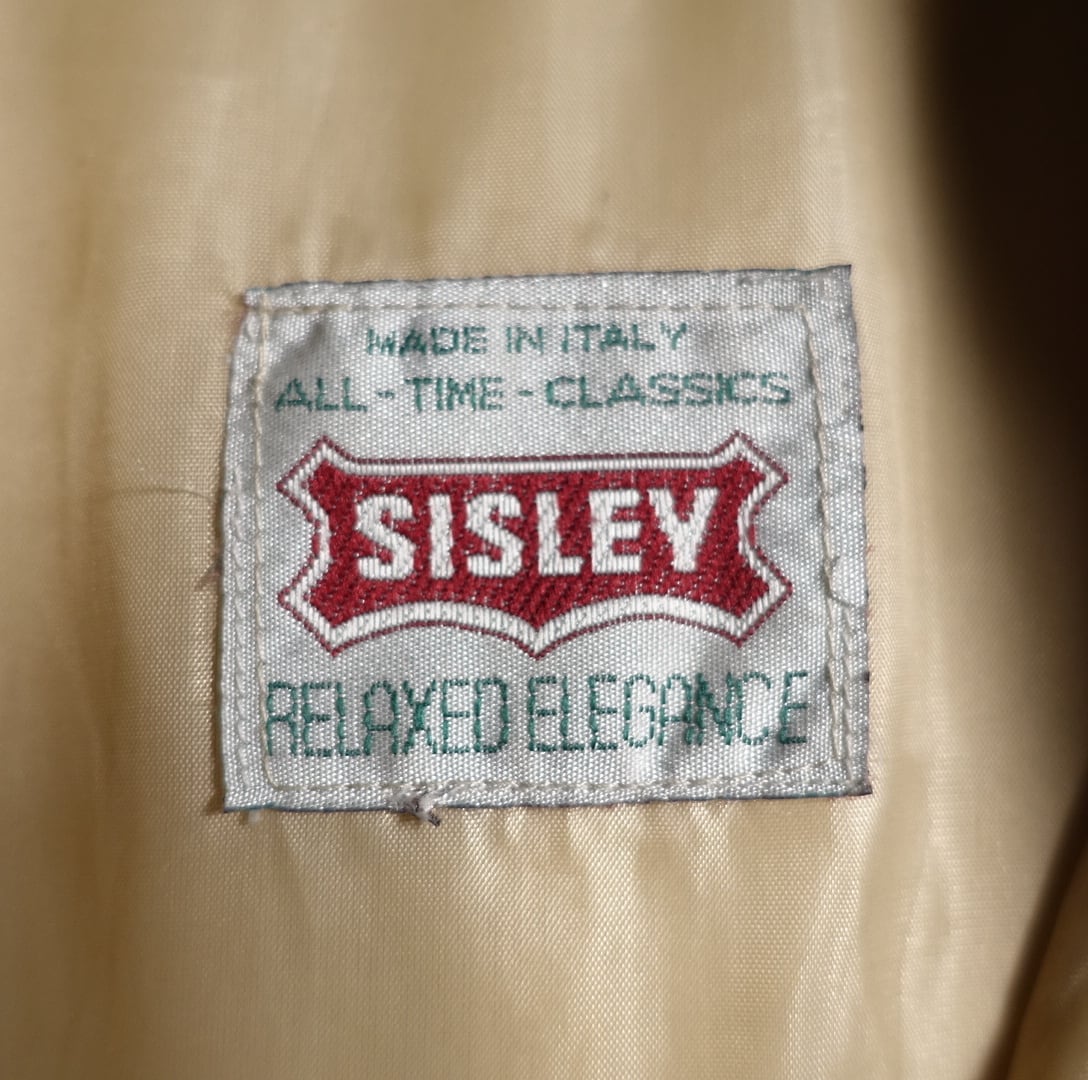 MADE IN ITALY
ALL - TIME - CLASSICS
SISLEY
RELAXED ELEGANCE